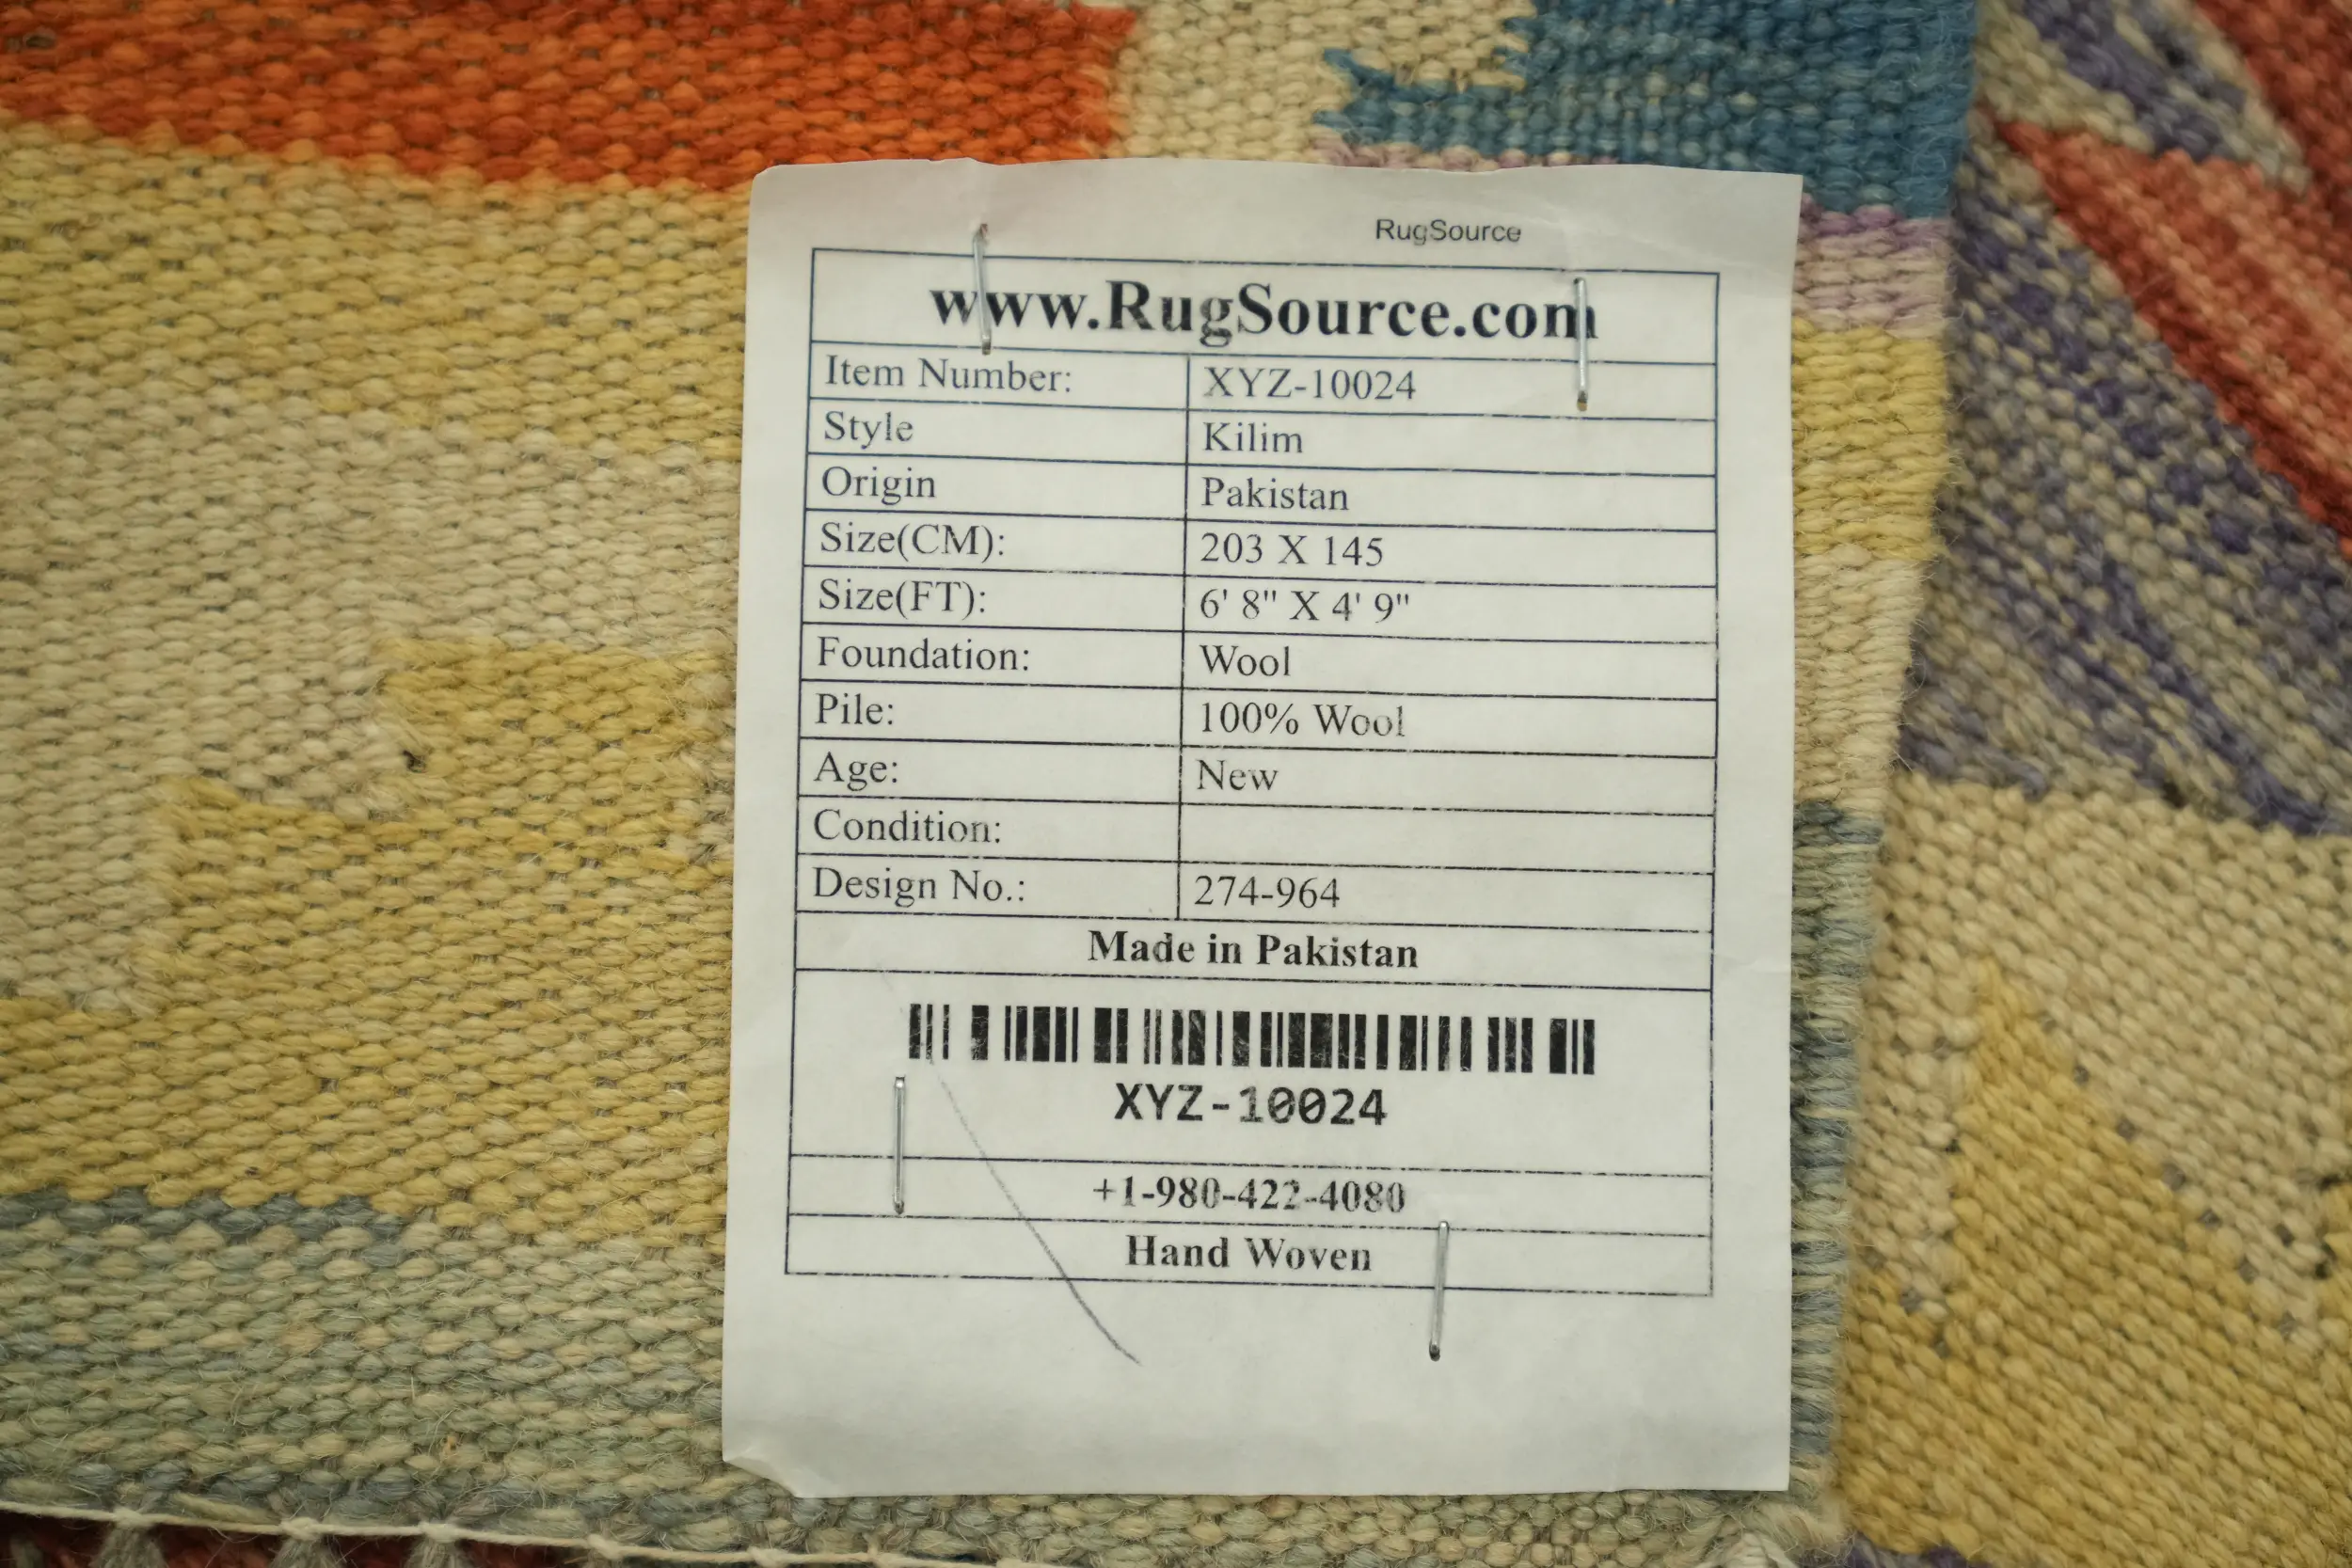 RugSource
www.RugSource.com
Item Number: XYZ-10024
Style Kilim
Origin Pakistan
Size(CM): 203 X 145
Size(FT): 6' 8" X 4' 9"
Foundation: Wool
Pile: 100% Wool
Age: New
Condition:
Design No.: 274-964
Made in Pakistan
XYZ-10024
+1-980-422-4080
Hand Woven